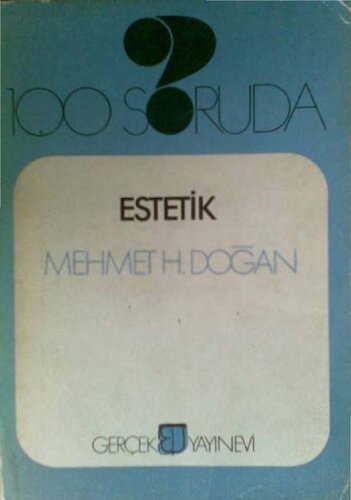 100 SORUDA
ESTETİK
MEHMET H. DOĞAN
GERÇEK YAYINEVİ